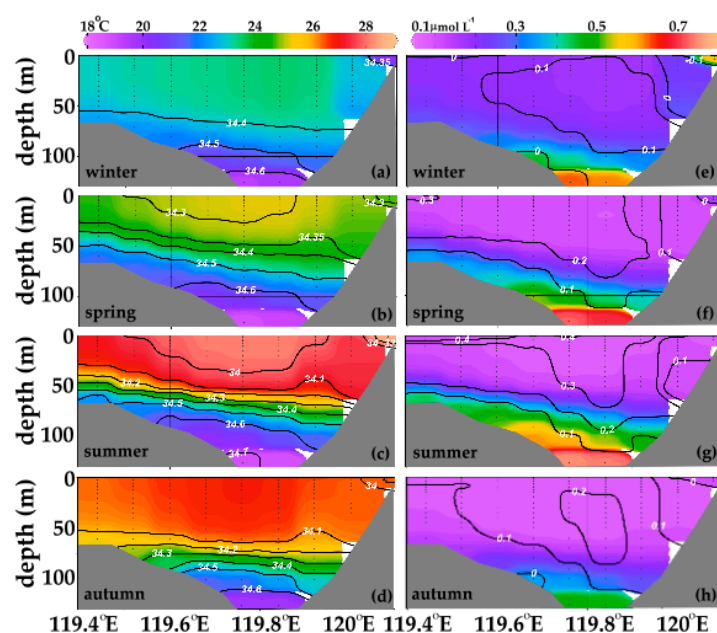 18°C 20 22 24 26 28 0.1μmol L⁻¹ 0.3 0.5 0.7
0 34.35 0 0.1 0 -0.1
50 34.4
100 34.5 34.6 0 0.1
depth (m) winter (a) winter (e)
0 34.3 34.3 -0.3
50 34.35 34.4 34.5 0.1 0.2
100 34.6 0.1
depth (m) spring (b) spring (f)
0 34 34 0.4 0.4
50 34.1 34.2 34.3 34.4 34.5 0.3 0.1
100 34.6 34.7 0.2 0.1
depth (m) summer (c) summer (g)
0 34 0 0.2
50 34.1 34.2 34.3 34.4 34.5 0.1 0.1
100 34.6 0
depth (m) autumn (d) autumn (h)
119.4°E 119.6°E 119.8°E 120°E 119.4°E 119.6°E 119.8°E 120°E